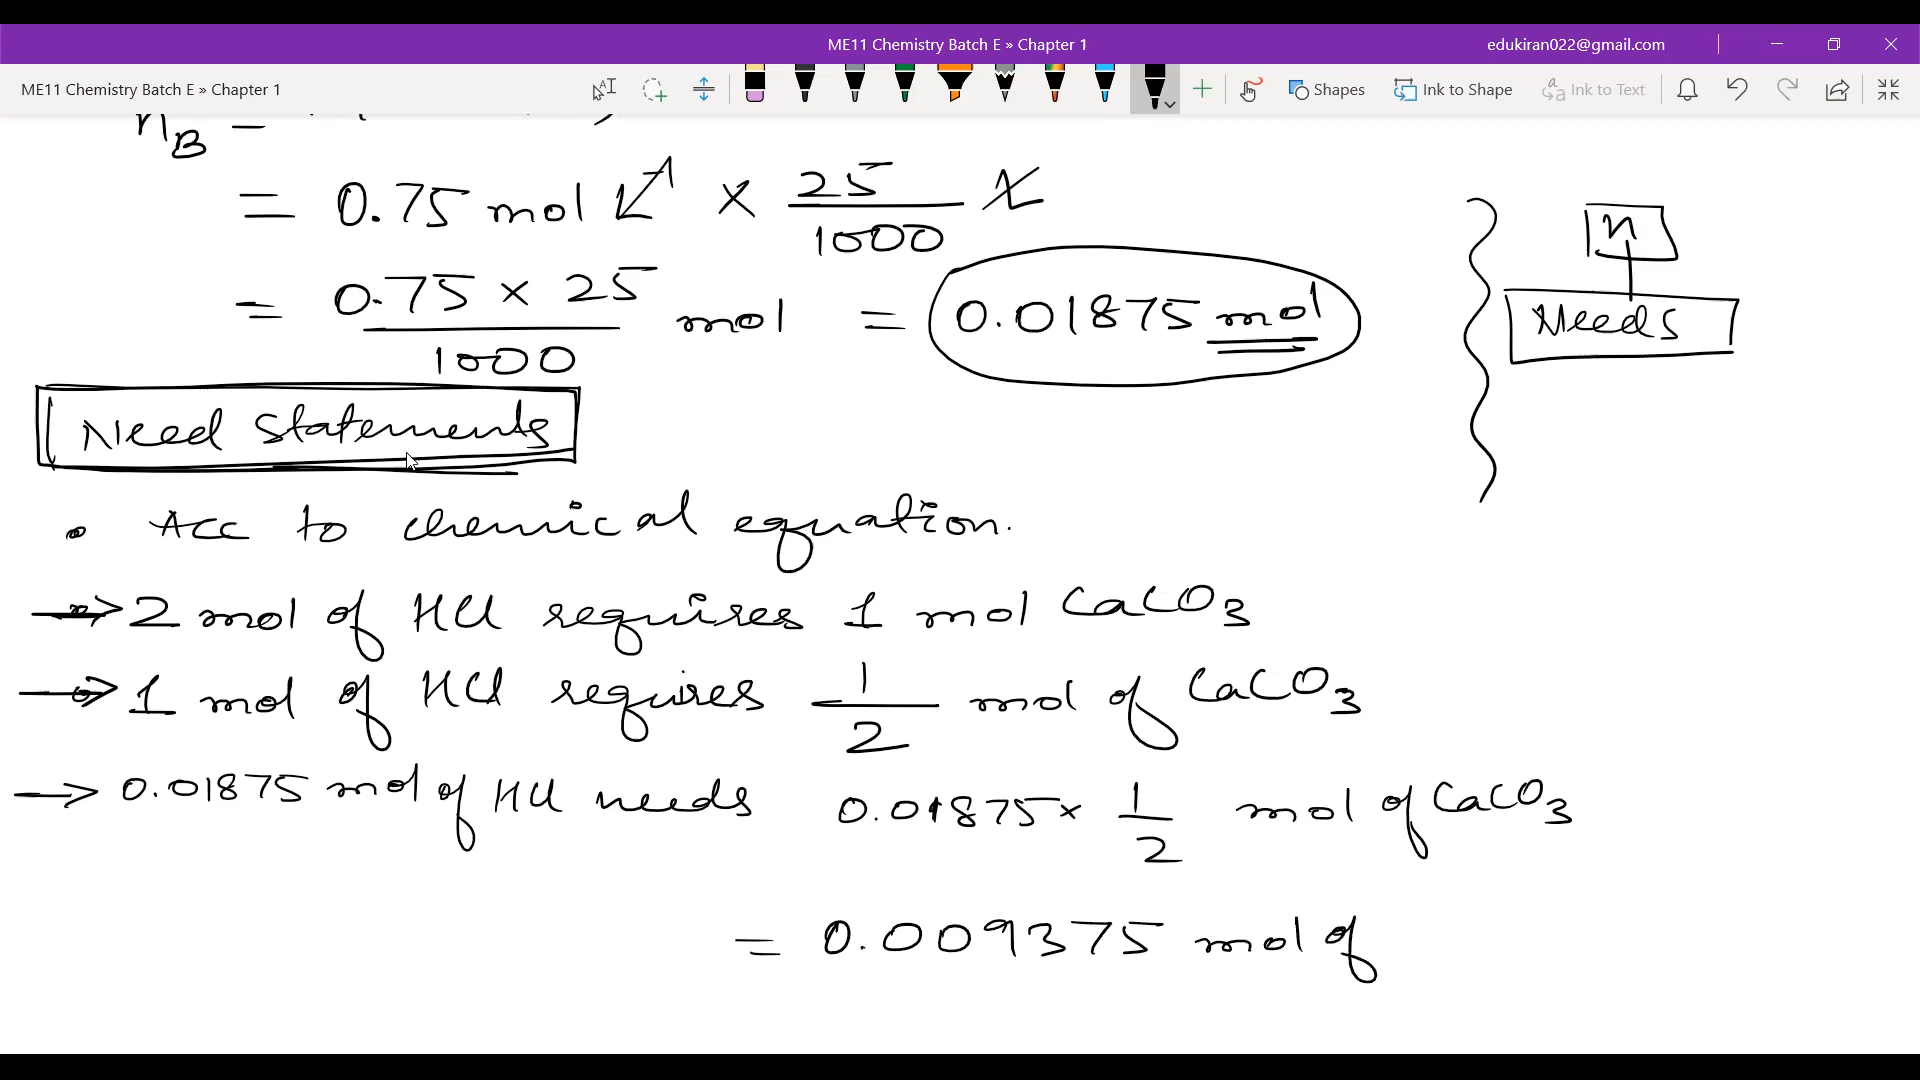 ME11 Chemistry Batch E » Chapter 1
edukiran022@gmail.com
ME11 Chemistry Batch E » Chapter 1
Shapes
Ink to Shape
Ink to Text
n_B =
= 0.75 mol L⁻¹ × 25/1000 L
n
= 0.75 × 25/1000 mol = 0.01875 mol
Needs
Need Statements
• Acc to chemical equation.
→ 2 mol of HCl requires 1 mol CaCO3
→ 1 mol of HCl requires 1/2 mol of CaCO3
→ 0.01875 mol of HCl needs 0.01875 × 1/2 mol of CaCO3
= 0.009375 mol of